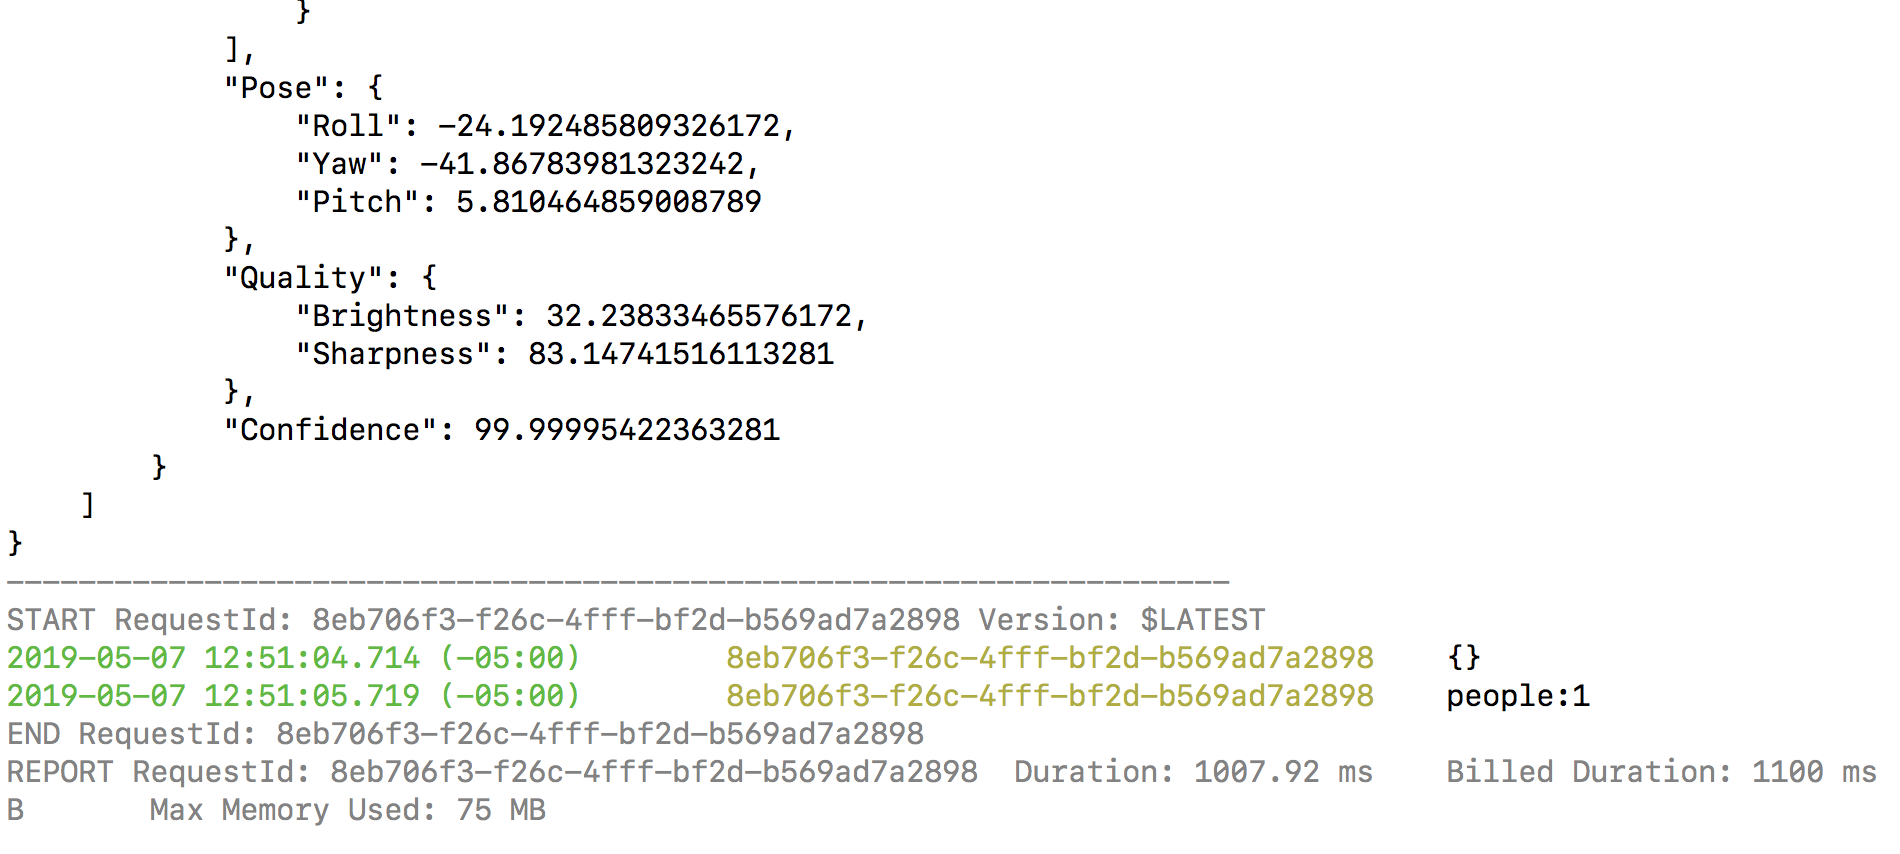 }
],
"Pose": {
"Roll": -24.192485809326172,
"Yaw": -41.86783981323242,
"Pitch": 5.810464859008789
},
"Quality": {
"Brightness": 32.23833465576172,
"Sharpness": 83.14741516113281
},
"Confidence": 99.99995422363281
}
]
}
--------------------------------------------------------------------
START RequestId: 8eb706f3-f26c-4fff-bf2d-b569ad7a2898 Version: $LATEST
2019-05-07 12:51:04.714 (-05:00) 8eb706f3-f26c-4fff-bf2d-b569ad7a2898 {}
2019-05-07 12:51:05.719 (-05:00) 8eb706f3-f26c-4fff-bf2d-b569ad7a2898 people:1
END RequestId: 8eb706f3-f26c-4fff-bf2d-b569ad7a2898
REPORT RequestId: 8eb706f3-f26c-4fff-bf2d-b569ad7a2898 Duration: 1007.92 ms Billed Duration: 1100 ms
B Max Memory Used: 75 MB